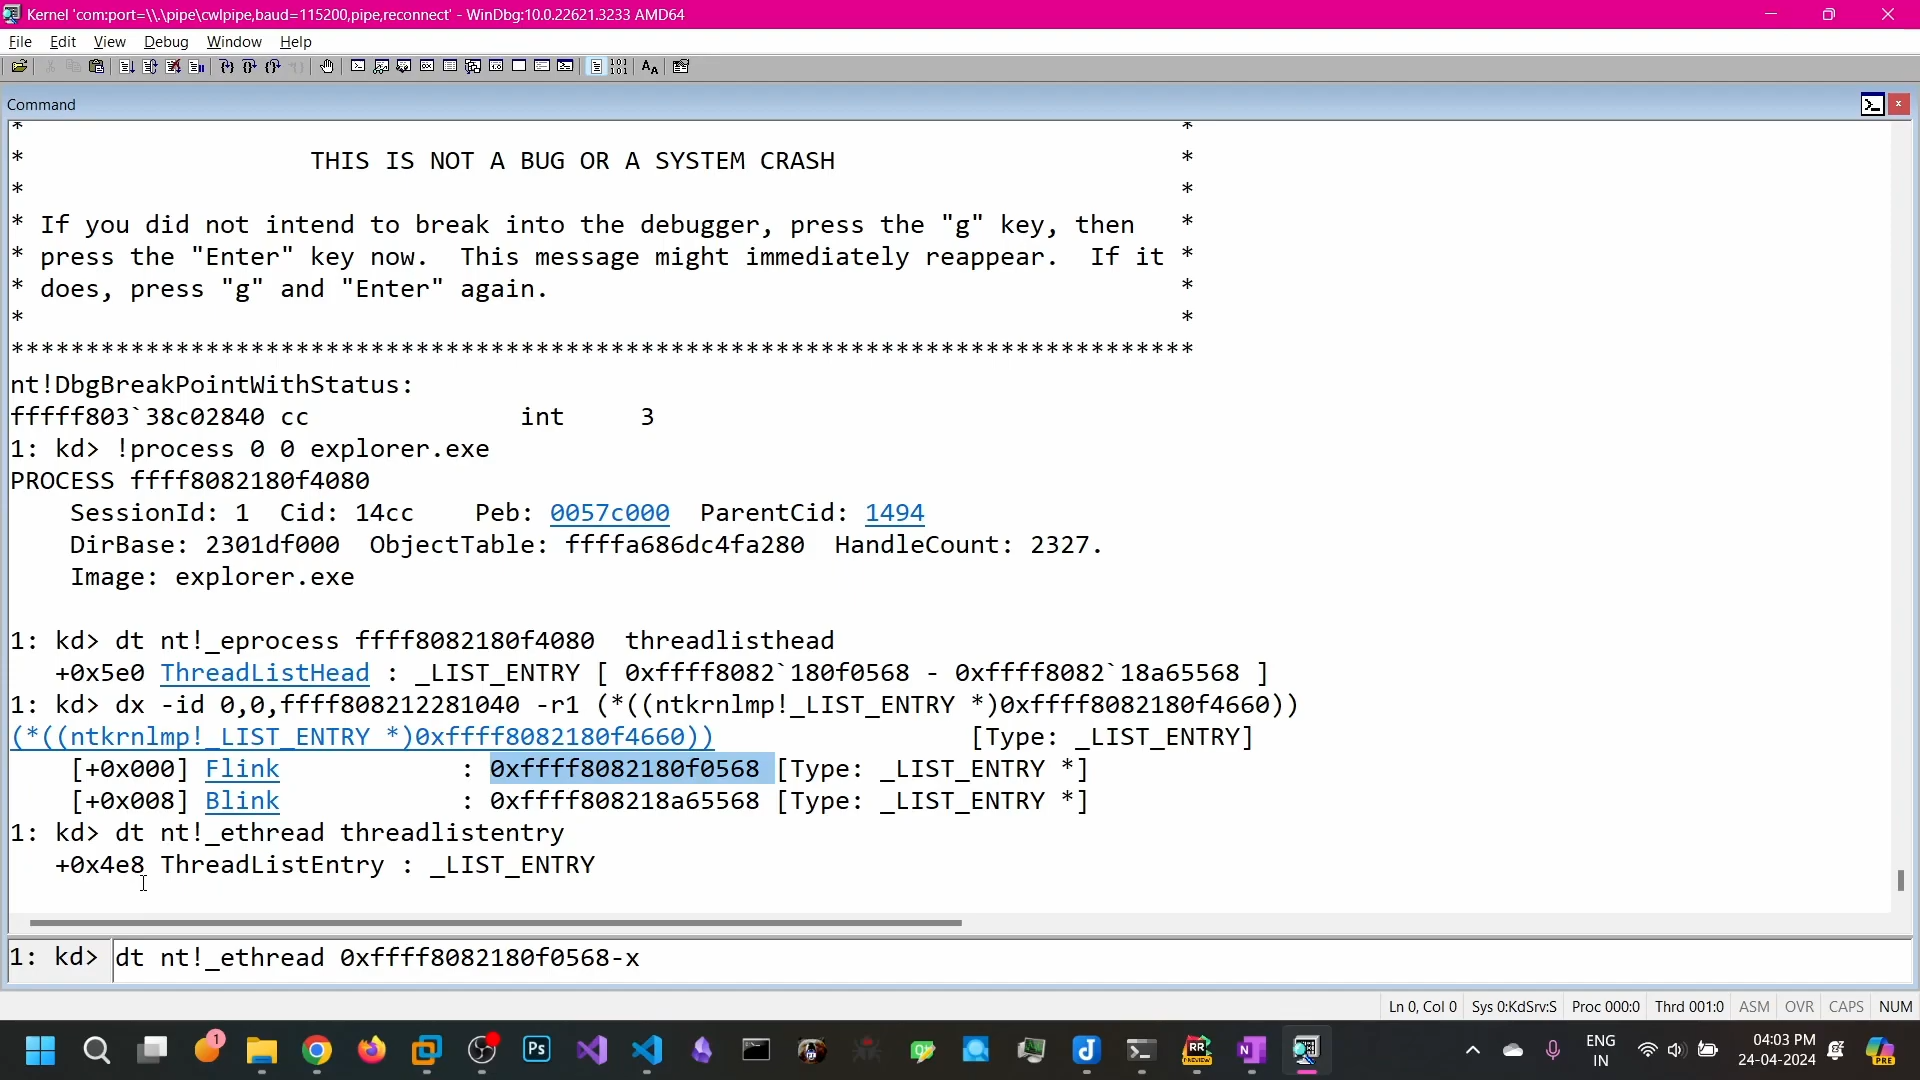 Kernel 'com:port=\\.\pipe\cwlpipe,baud=115200,pipe,reconnect' - WinDbg:10.0.22621.3233 AMD64
File Edit View Debug Window Help
Command
* *
* THIS IS NOT A BUG OR A SYSTEM CRASH *
* *
* If you did not intend to break into the debugger, press the "g" key, then *
* press the "Enter" key now.  This message might immediately reappear.  If it *
* does, press "g" and "Enter" again. *
* *
*******************************************************************************
nt!DbgBreakPointWithStatus:
fffff803`38c02840 cc int 3
1: kd> !process 0 0 explorer.exe
PROCESS ffff8082180f4080
SessionId: 1  Cid: 14cc    Peb: 0057c000  ParentCid: 1494
DirBase: 2301df000  ObjectTable: ffffa686dc4fa280  HandleCount: 2327.
Image: explorer.exe
1: kd> dt nt!_eprocess ffff8082180f4080  threadlisthead
+0x5e0 ThreadListHead : _LIST_ENTRY [ 0xffff8082`180f0568 - 0xffff8082`18a65568 ]
1: kd> dx -id 0,0,ffff808212281040 -r1 (*((ntkrnlmp!_LIST_ENTRY *)0xffff8082180f4660))
(*((ntkrnlmp!_LIST_ENTRY *)0xffff8082180f4660)) [Type: _LIST_ENTRY]
[+0x000] Flink : 0xffff8082180f0568 [Type: _LIST_ENTRY *]
[+0x008] Blink : 0xffff808218a65568 [Type: _LIST_ENTRY *]
1: kd> dt nt!_ethread threadlistentry
+0x4e8 ThreadListEntry : _LIST_ENTRY
1: kd> dt nt!_ethread 0xffff8082180f0568-x
Ln 0, Col 0 Sys 0:KdSrv:S Proc 000:0 Thrd 001:0 ASM OVR CAPS NUM
1
Ps
ENG
IN
04:03 PM
24-04-2024
PRE